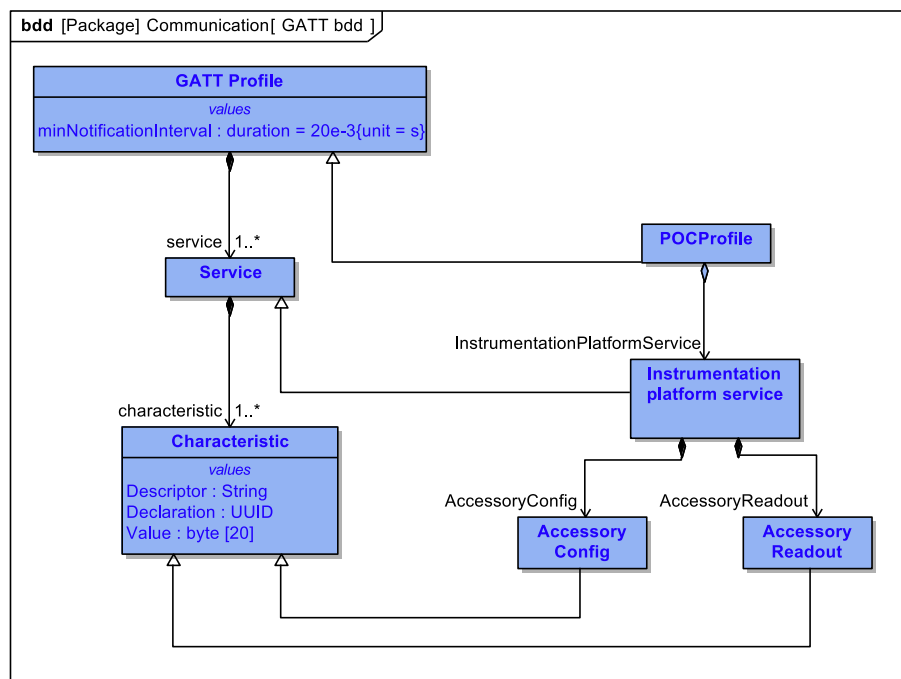 bdd [Package] Communication[ GATT bdd ]
GATT Profile
values
minNotificationInterval : duration = 20e-3{unit = s}
service 1..*
Service
POCProfile
InstrumentationPlatformService
Instrumentation
platform service
characteristic 1..*
Characteristic
values
Descriptor : String
Declaration : UUID
Value : byte [20]
AccessoryConfig
Accessory
Config
AccessoryReadout
Accessory
Readout